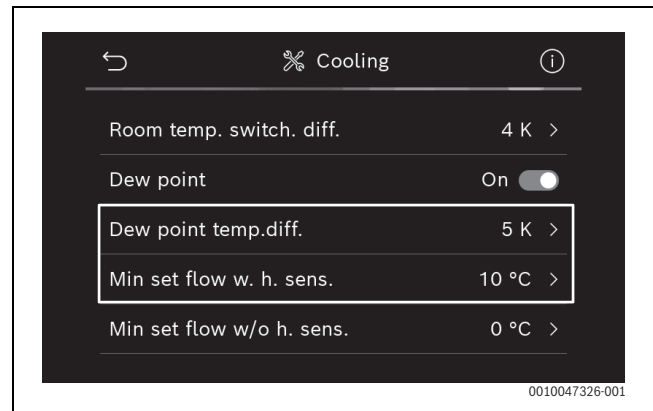 Cooling
Room temp. switch. diff. 4 K >
Dew point On
Dew point temp.diff. 5 K >
Min set flow w. h. sens. 10 °C >
Min set flow w/o h. sens. 0 °C >
0010047326-001